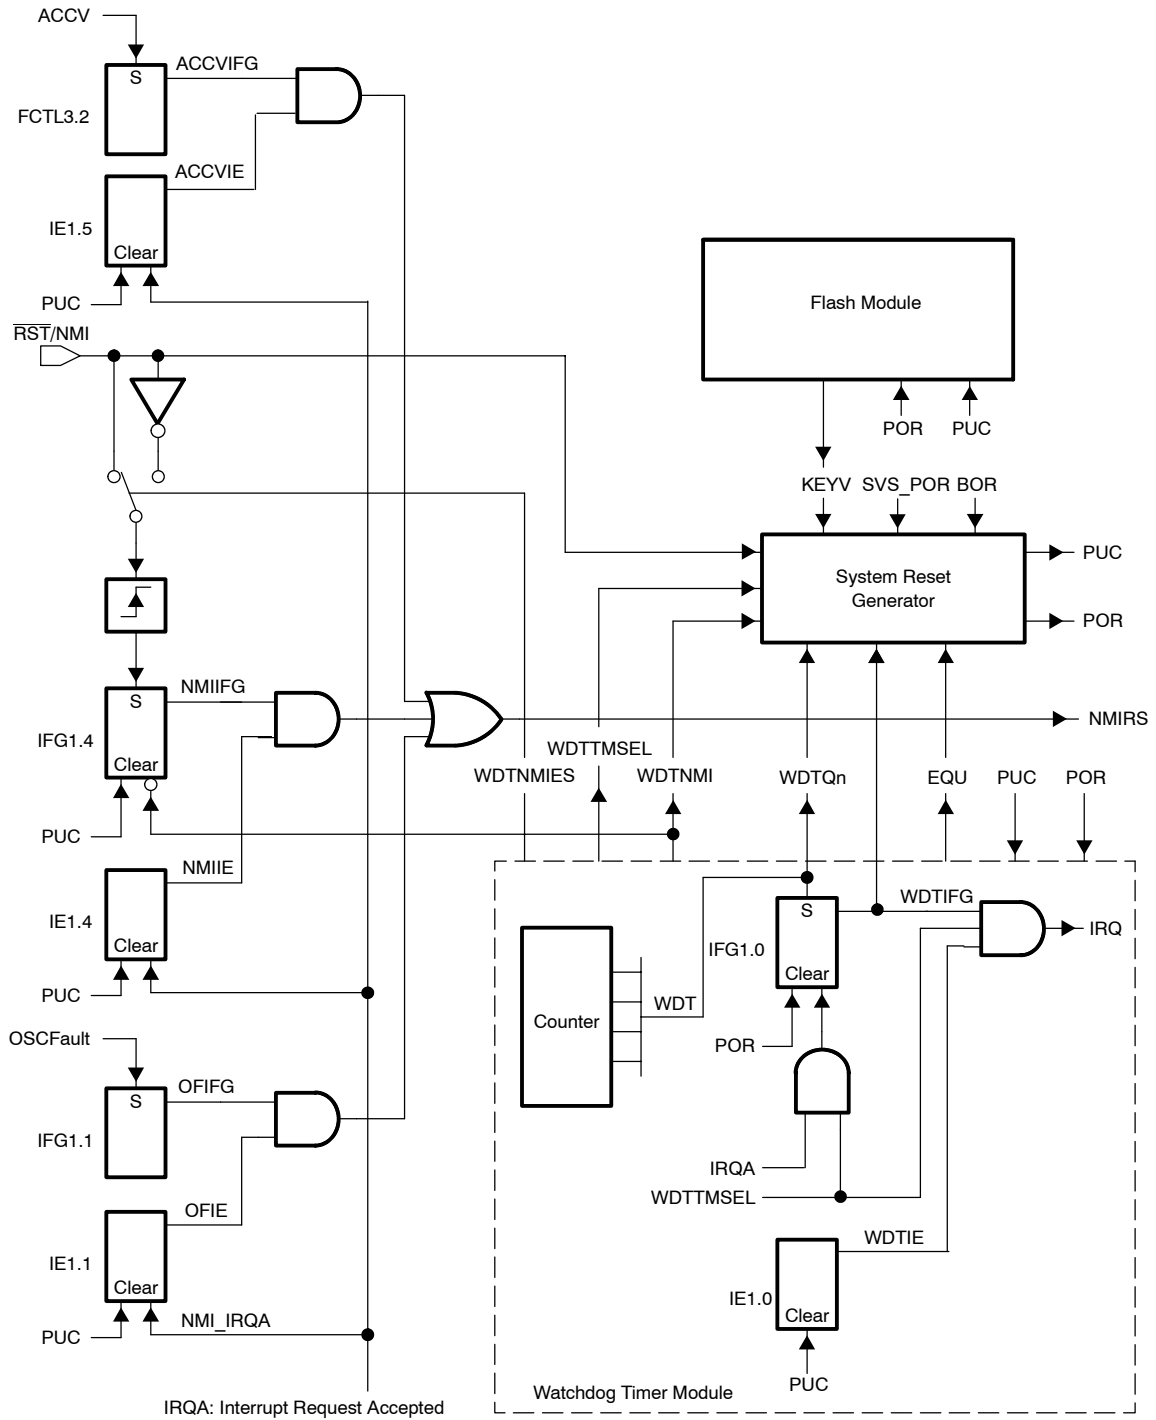 ACCV
S
ACCVIFG
FCTL3.2
ACCVIE
IE1.5
Clear
PUC
RST/NMI
Flash Module
POR
PUC
KEYV
SVS_POR
BOR
System Reset
Generator
PUC
POR
S
NMIIFG
IFG1.4
Clear
PUC
NMIRS
WDTTMSEL
WDTNMIES
WDTNMI
WDTQn
EQU
PUC
POR
NMIIE
IE1.4
Clear
PUC
S
WDTIFG
IRQ
IFG1.0
Clear
Counter
WDT
POR
OSCFault
S
OFIFG
IFG1.1
IRQA
WDTTMSEL
OFIE
IE1.1
Clear
PUC
NMI_IRQA
WDTIE
IE1.0
Clear
PUC
Watchdog Timer Module
IRQA: Interrupt Request Accepted